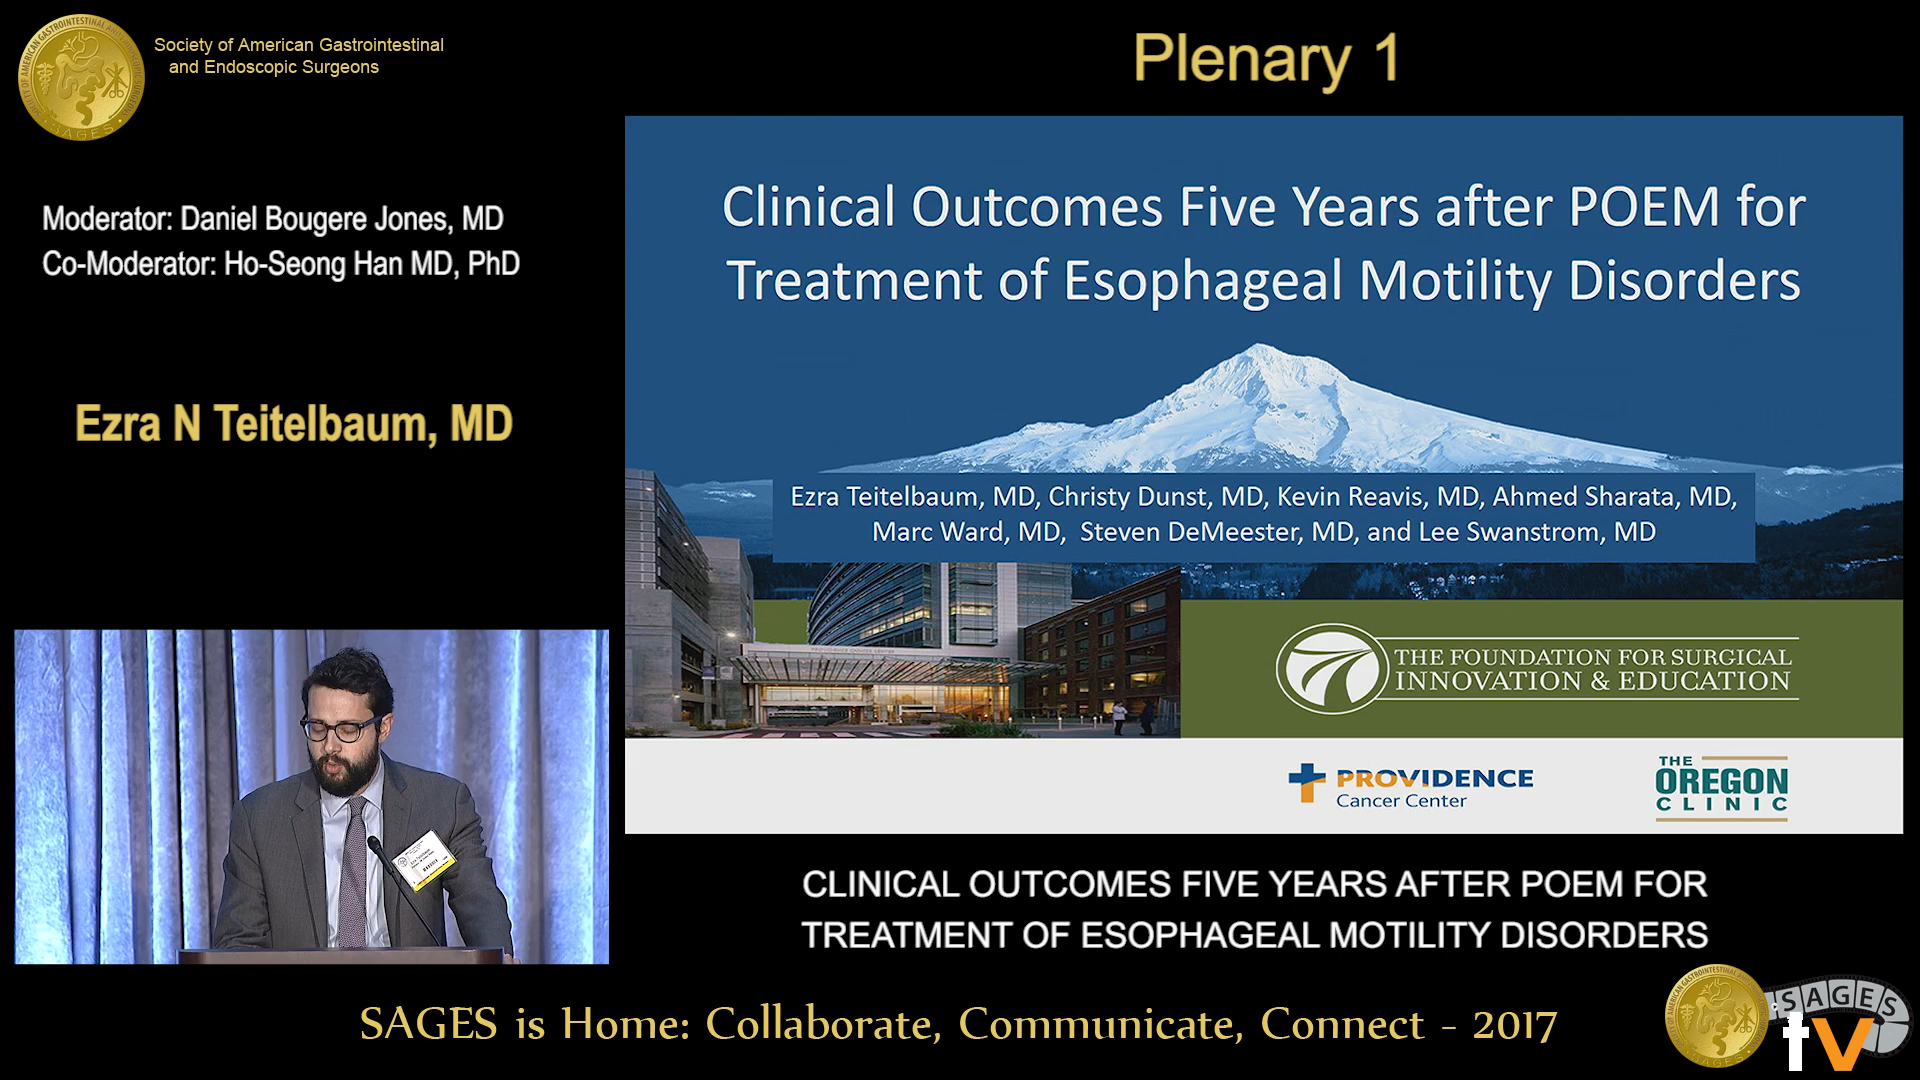 Society of American Gastrointestinal
and Endoscopic Surgeons
Plenary 1
Moderator: Daniel Bougere Jones, MD
Co-Moderator: Ho-Seong Han MD, PhD
Ezra N Teitelbaum, MD
Clinical Outcomes Five Years after POEM for
Treatment of Esophageal Motility Disorders
Ezra Teitelbaum, MD, Christy Dunst, MD, Kevin Reavis, MD, Ahmed Sharata, MD,
Marc Ward, MD,  Steven DeMeester, MD, and Lee Swanstrom, MD
THE FOUNDATION FOR SURGICAL
INNOVATION & EDUCATION
PROVIDENCE
Cancer Center
THE
OREGON
CLINIC
CLINICAL OUTCOMES FIVE YEARS AFTER POEM FOR
TREATMENT OF ESOPHAGEAL MOTILITY DISORDERS
SAGES is Home: Collaborate, Communicate, Connect - 2017
SAGES
tv